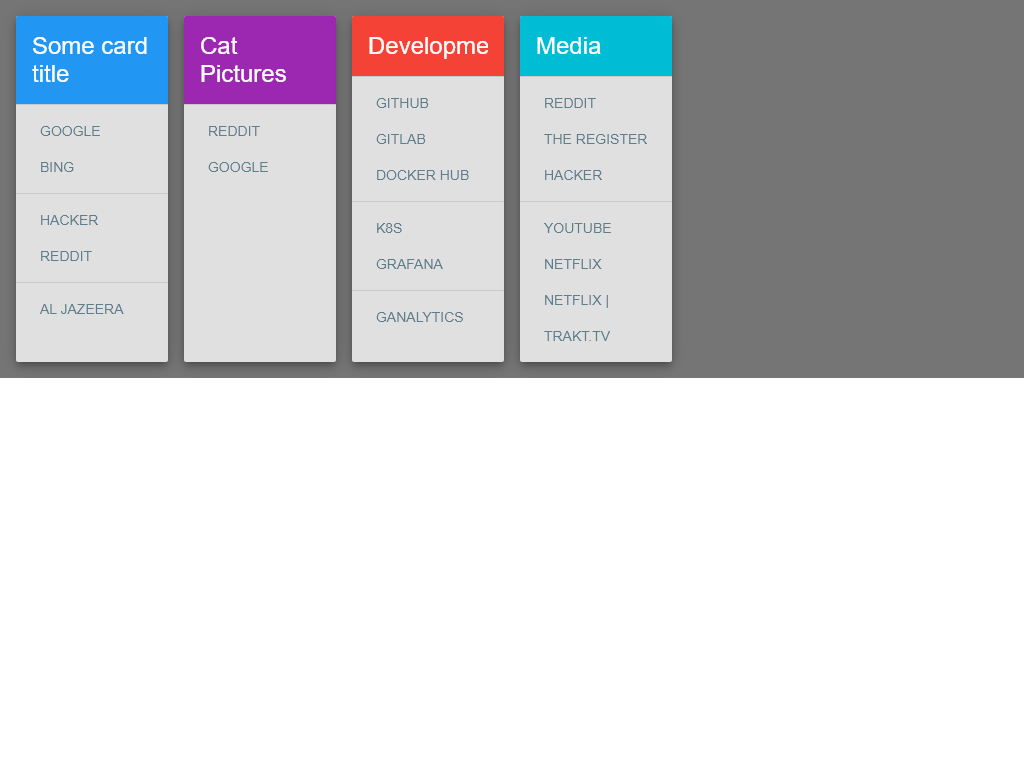 Some card
title
GOOGLE
BING
HACKER
REDDIT
AL JAZEERA
Cat
Pictures
REDDIT
GOOGLE
Developme
GITHUB
GITLAB
DOCKER HUB
K8S
GRAFANA
GANALYTICS
Media
REDDIT
THE REGISTER
HACKER
YOUTUBE
NETFLIX
NETFLIX |
TRAKT.TV